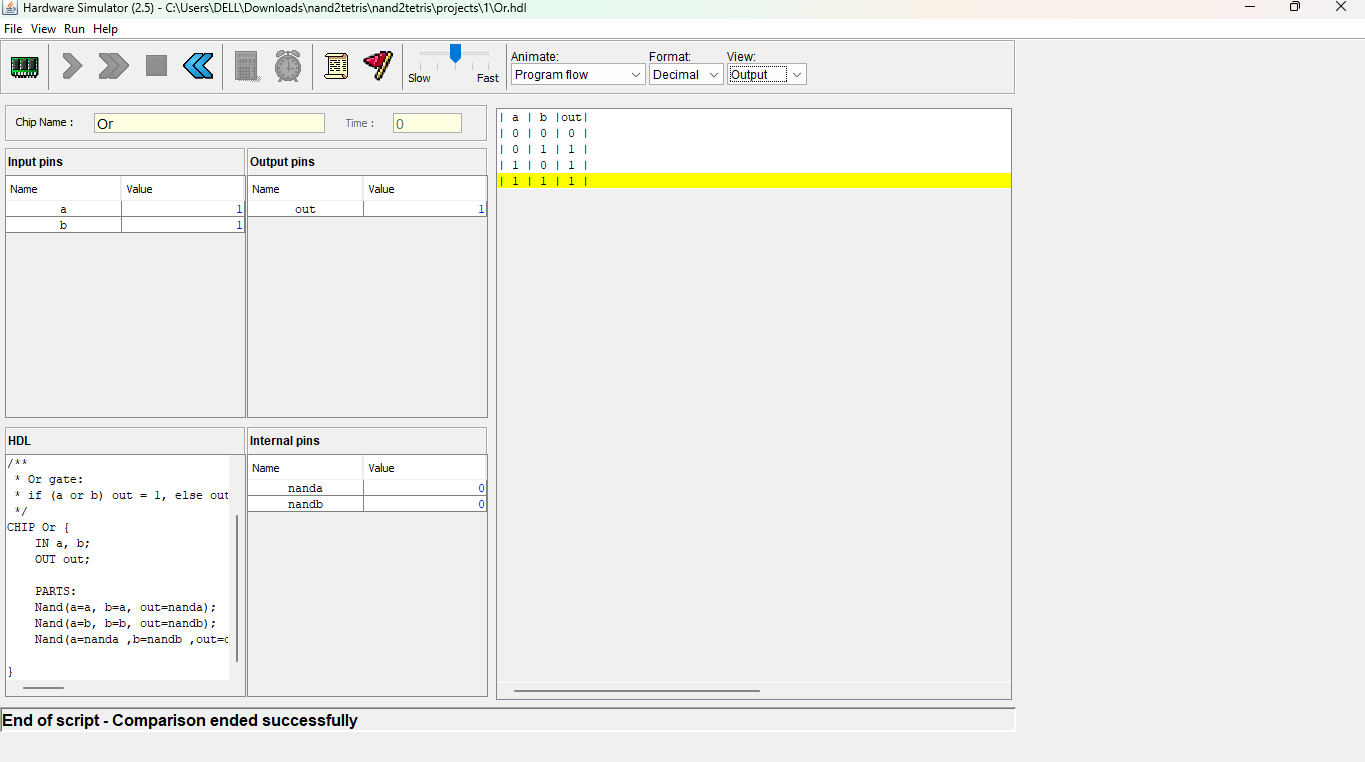 Hardware Simulator (2.5) - C:\Users\DELL\Downloads\nand2tetris\nand2tetris\projects\1\Or.hdl
File View Run Help
Slow Fast
Animate: Format: View:
Program flow Decimal Output
Chip Name : Or Time : 0
Input pins
Name Value
a 1
b 1
Output pins
Name Value
out 1
| a | b |out|
| 0 | 0 | 0 |
| 0 | 1 | 1 |
| 1 | 0 | 1 |
| 1 | 1 | 1 |
HDL
/**
* Or gate:
* if (a or b) out = 1, else out
*/
CHIP Or {
IN a, b;
OUT out;
PARTS:
Nand(a=a, b=a, out=nanda);
Nand(a=b, b=b, out=nandb);
Nand(a=nanda ,b=nandb ,out=
}
Internal pins
Name Value
nanda 0
nandb 0
End of script - Comparison ended successfully